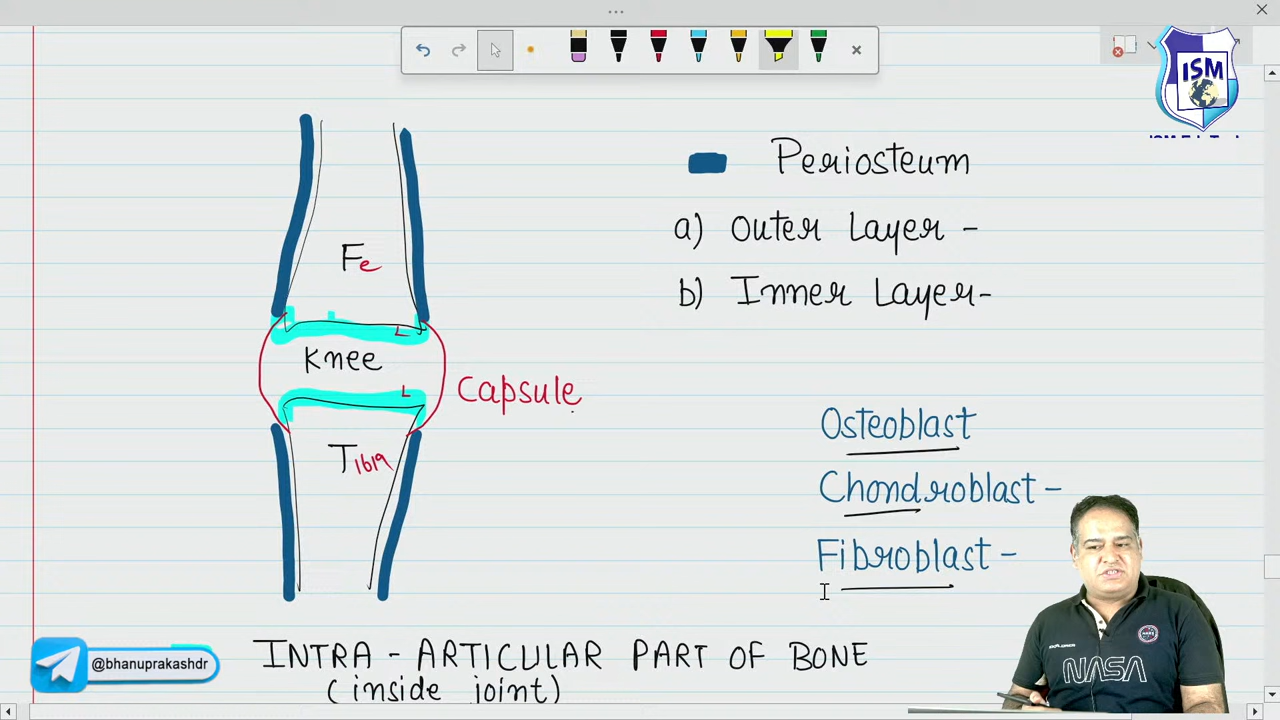 ISM
Periosteum
a) Outer Layer -
b) Inner Layer-
Fe
Knee
Capsule
Tibia
Osteoblast
Chondroblast -
Fibroblast -
@bhanuprakashdr
INTRA - ARTICULAR PART OF BONE
(inside joint)
NASA